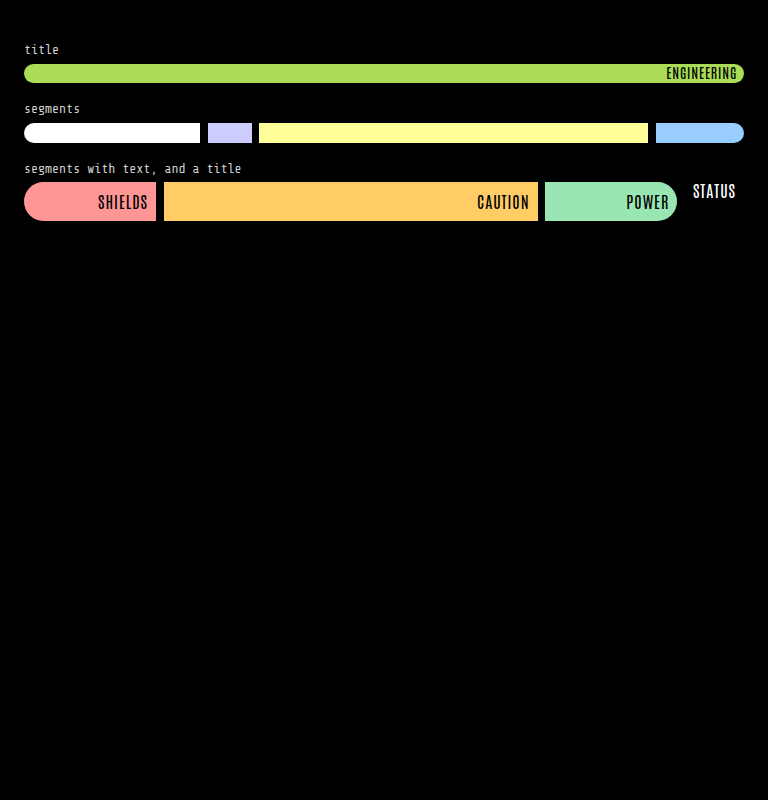 title
ENGINEERING
segments
segments with text, and a title
SHIELDS CAUTION POWER STATUS